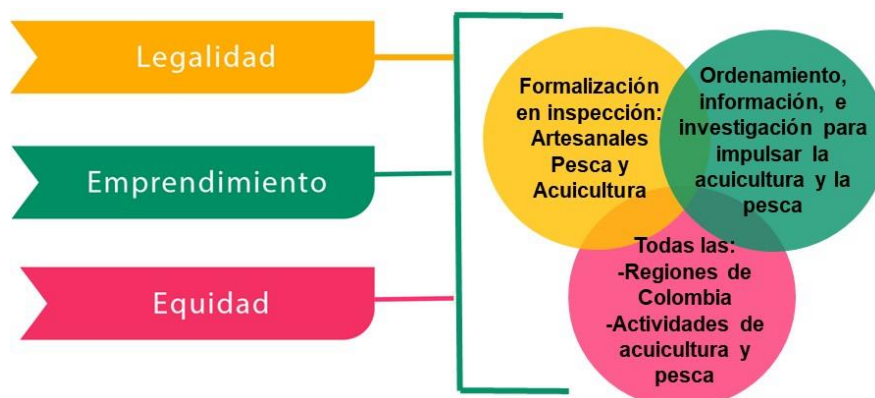 Legalidad
Emprendimiento
Equidad
Formalización
en inspección:
Artesanales
Pesca y
Acuicultura
Ordenamiento,
información, e
investigación para
impulsar la
acuicultura y la
pesca
Todas las:
-Regiones de
Colombia
-Actividades de
acuicultura y
pesca